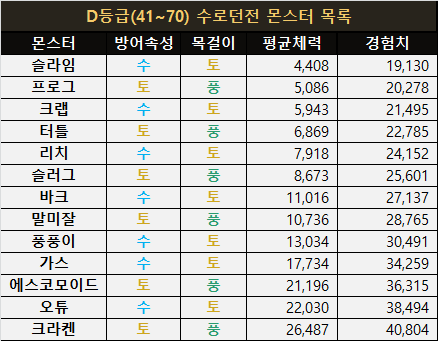 D등급(41~70) 수로던전 몬스터 목록
몬스터 방어속성 목걸이 평균체력 경험치
슬라임 수 토 4,408 19,130
프로그 토 풍 5,086 20,278
크랩 수 토 5,943 21,495
터틀 토 풍 6,869 22,785
리치 수 토 7,918 24,152
슬러그 토 풍 8,673 25,601
바크 수 토 11,016 27,137
말미잘 토 풍 10,736 28,765
퐁퐁이 수 토 13,034 30,491
가스 수 토 17,734 34,259
에스코모이드 토 풍 21,196 36,315
오튜 수 토 22,030 38,494
크라켄 토 풍 26,487 40,804